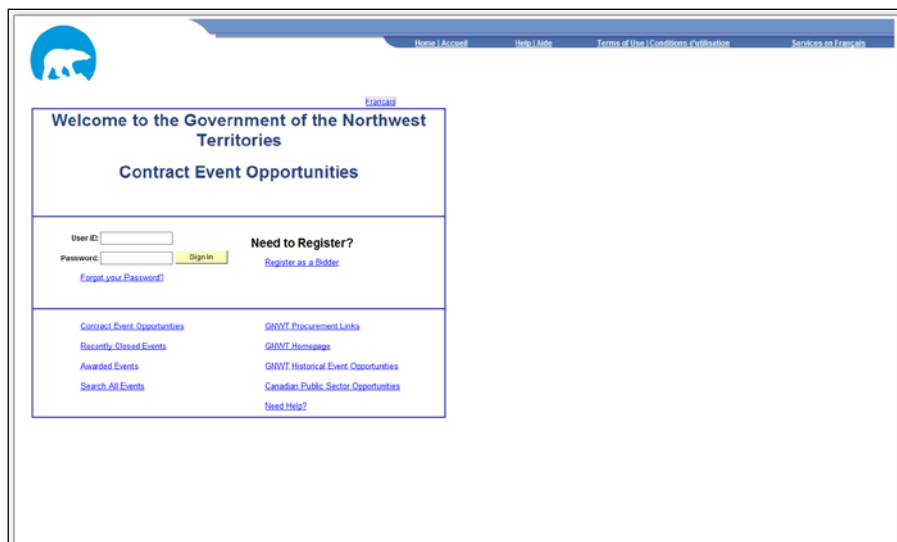 Home | Accueil Help | Aide Terms of Use | Conditions d'utilisation Services en Français
Français
Welcome to the Government of the Northwest
Territories
Contract Event Opportunities
User ID:
Need to Register?
Password: Sign In
Register as a Bidder
Forgot your Password?
Contract Event Opportunities GNWT Procurement Links
Recently Closed Events GNWT Homepage
Awarded Events GNWT Historical Event Opportunities
Search All Events Canadian Public Sector Opportunities
Need Help?